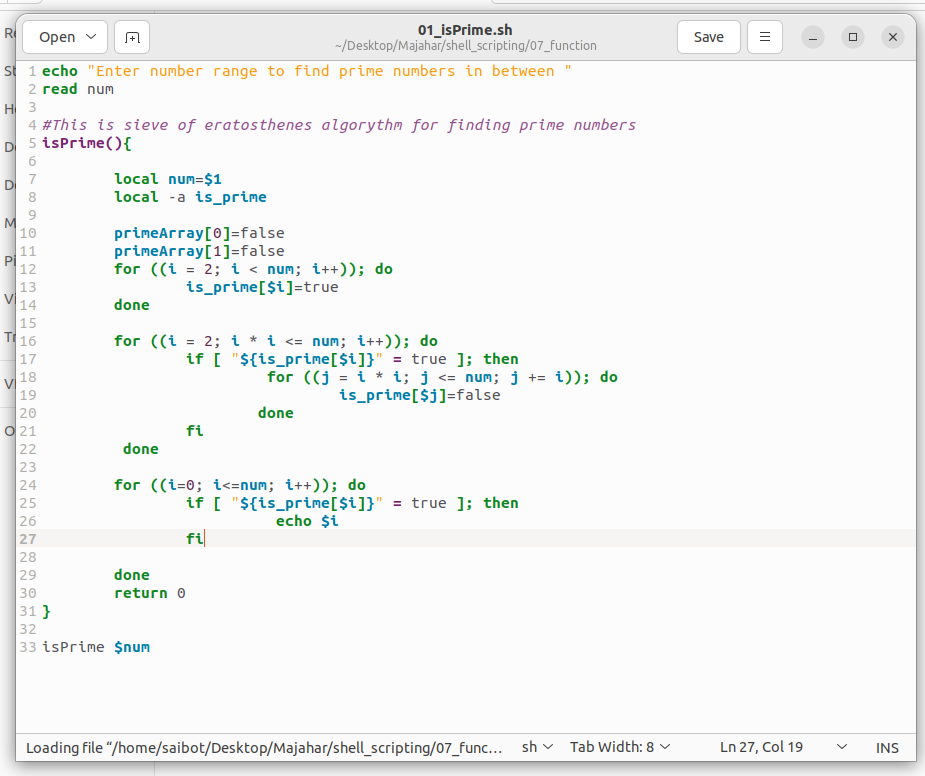 Open
01_isPrime.sh
~/Desktop/Majahar/shell_scripting/07_function
Save
1 echo "Enter number range to find prime numbers in between "
2 read num
3
4 #This is sieve of eratosthenes algorythm for finding prime numbers
5 isPrime(){
6
7 local num=$1
8 local -a is_prime
9
10 primeArray[0]=false
11 primeArray[1]=false
12 for ((i = 2; i < num; i++)); do
13 is_prime[$i]=true
14 done
15
16 for ((i = 2; i * i <= num; i++)); do
17 if [ "${is_prime[$i]}" = true ]; then
18 for ((j = i * i; j <= num; j += i)); do
19 is_prime[$j]=false
20 done
21 fi
22 done
23
24 for ((i=0; i<=num; i++)); do
25 if [ "${is_prime[$i]}" = true ]; then
26 echo $i
27 fi
28
29 done
30 return 0
31 }
32
33 isPrime $num
Loading file “/home/saibot/Desktop/Majahar/shell_scripting/07_func… sh Tab Width: 8 Ln 27, Col 19 INS